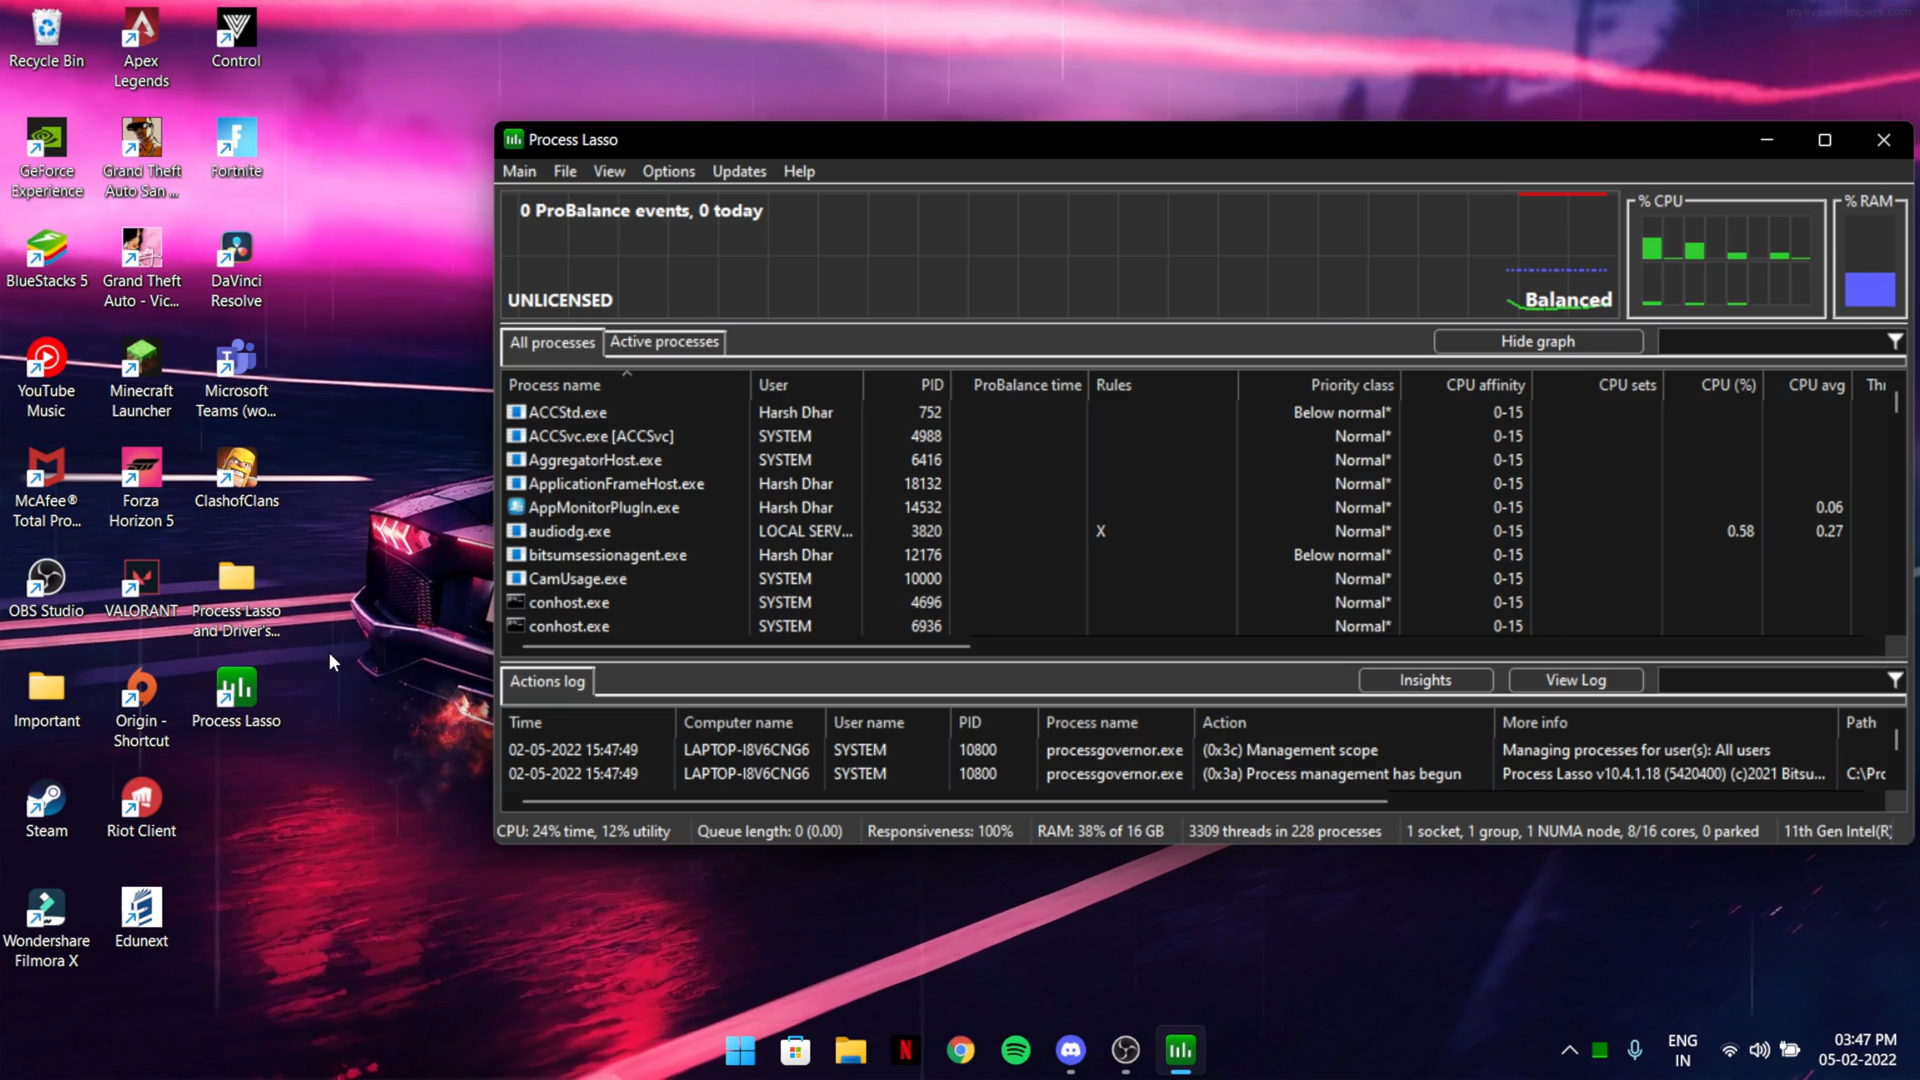 mylivewallpapers.com
Recycle Bin
Apex
Legends
Control
GeForce
Experience
Grand Theft
Auto San ...
Fortnite
BlueStacks 5
Grand Theft
Auto - Vic...
DaVinci
Resolve
YouTube
Music
Minecraft
Launcher
Microsoft
Teams (wo...
McAfee®
Total Pro...
Forza
Horizon 5
ClashofClans
OBS Studio
VALORANT
Process Lasso
and Driver's...
Important
Origin -
Shortcut
Process Lasso
Steam
Riot Client
Wondershare
Filmora X
Edunext
Process Lasso
Main File View Options Updates Help
0 ProBalance events, 0 today
UNLICENSED
Balanced
% CPU
% RAM
All processes Active processes Hide graph
Process name User PID ProBalance time Rules Priority class CPU affinity CPU sets CPU (%) CPU avg Thr
ACCStd.exe Harsh Dhar 752 Below normal* 0-15
ACCSvc.exe [ACCSvc] SYSTEM 4988 Normal* 0-15
AggregatorHost.exe SYSTEM 6416 Normal* 0-15
ApplicationFrameHost.exe Harsh Dhar 18132 Normal* 0-15
AppMonitorPlugIn.exe Harsh Dhar 14532 Normal* 0-15 0.06
audiodg.exe LOCAL SERV... 3820 X Normal* 0-15 0.58 0.27
bitsumsessionagent.exe Harsh Dhar 12176 Below normal* 0-15
CamUsage.exe SYSTEM 10000 Normal* 0-15
conhost.exe SYSTEM 4696 Normal* 0-15
conhost.exe SYSTEM 6936 Normal* 0-15
Actions log Insights View Log
Time Computer name User name PID Process name Action More info Path
02-05-2022 15:47:49 LAPTOP-I8V6CNG6 SYSTEM 10800 processgovernor.exe (0x3c) Management scope Managing processes for user(s): All users
02-05-2022 15:47:49 LAPTOP-I8V6CNG6 SYSTEM 10800 processgovernor.exe (0x3a) Process management has begun Process Lasso v10.4.1.18 (5420400) (c)2021 Bitsu... C:\Prc
CPU: 24% time, 12% utility Queue length: 0 (0.00) Responsiveness: 100% RAM: 38% of 16 GB 3309 threads in 228 processes 1 socket, 1 group, 1 NUMA node, 8/16 cores, 0 parked 11th Gen Intel(R)
ENG
IN
03:47 PM
05-02-2022